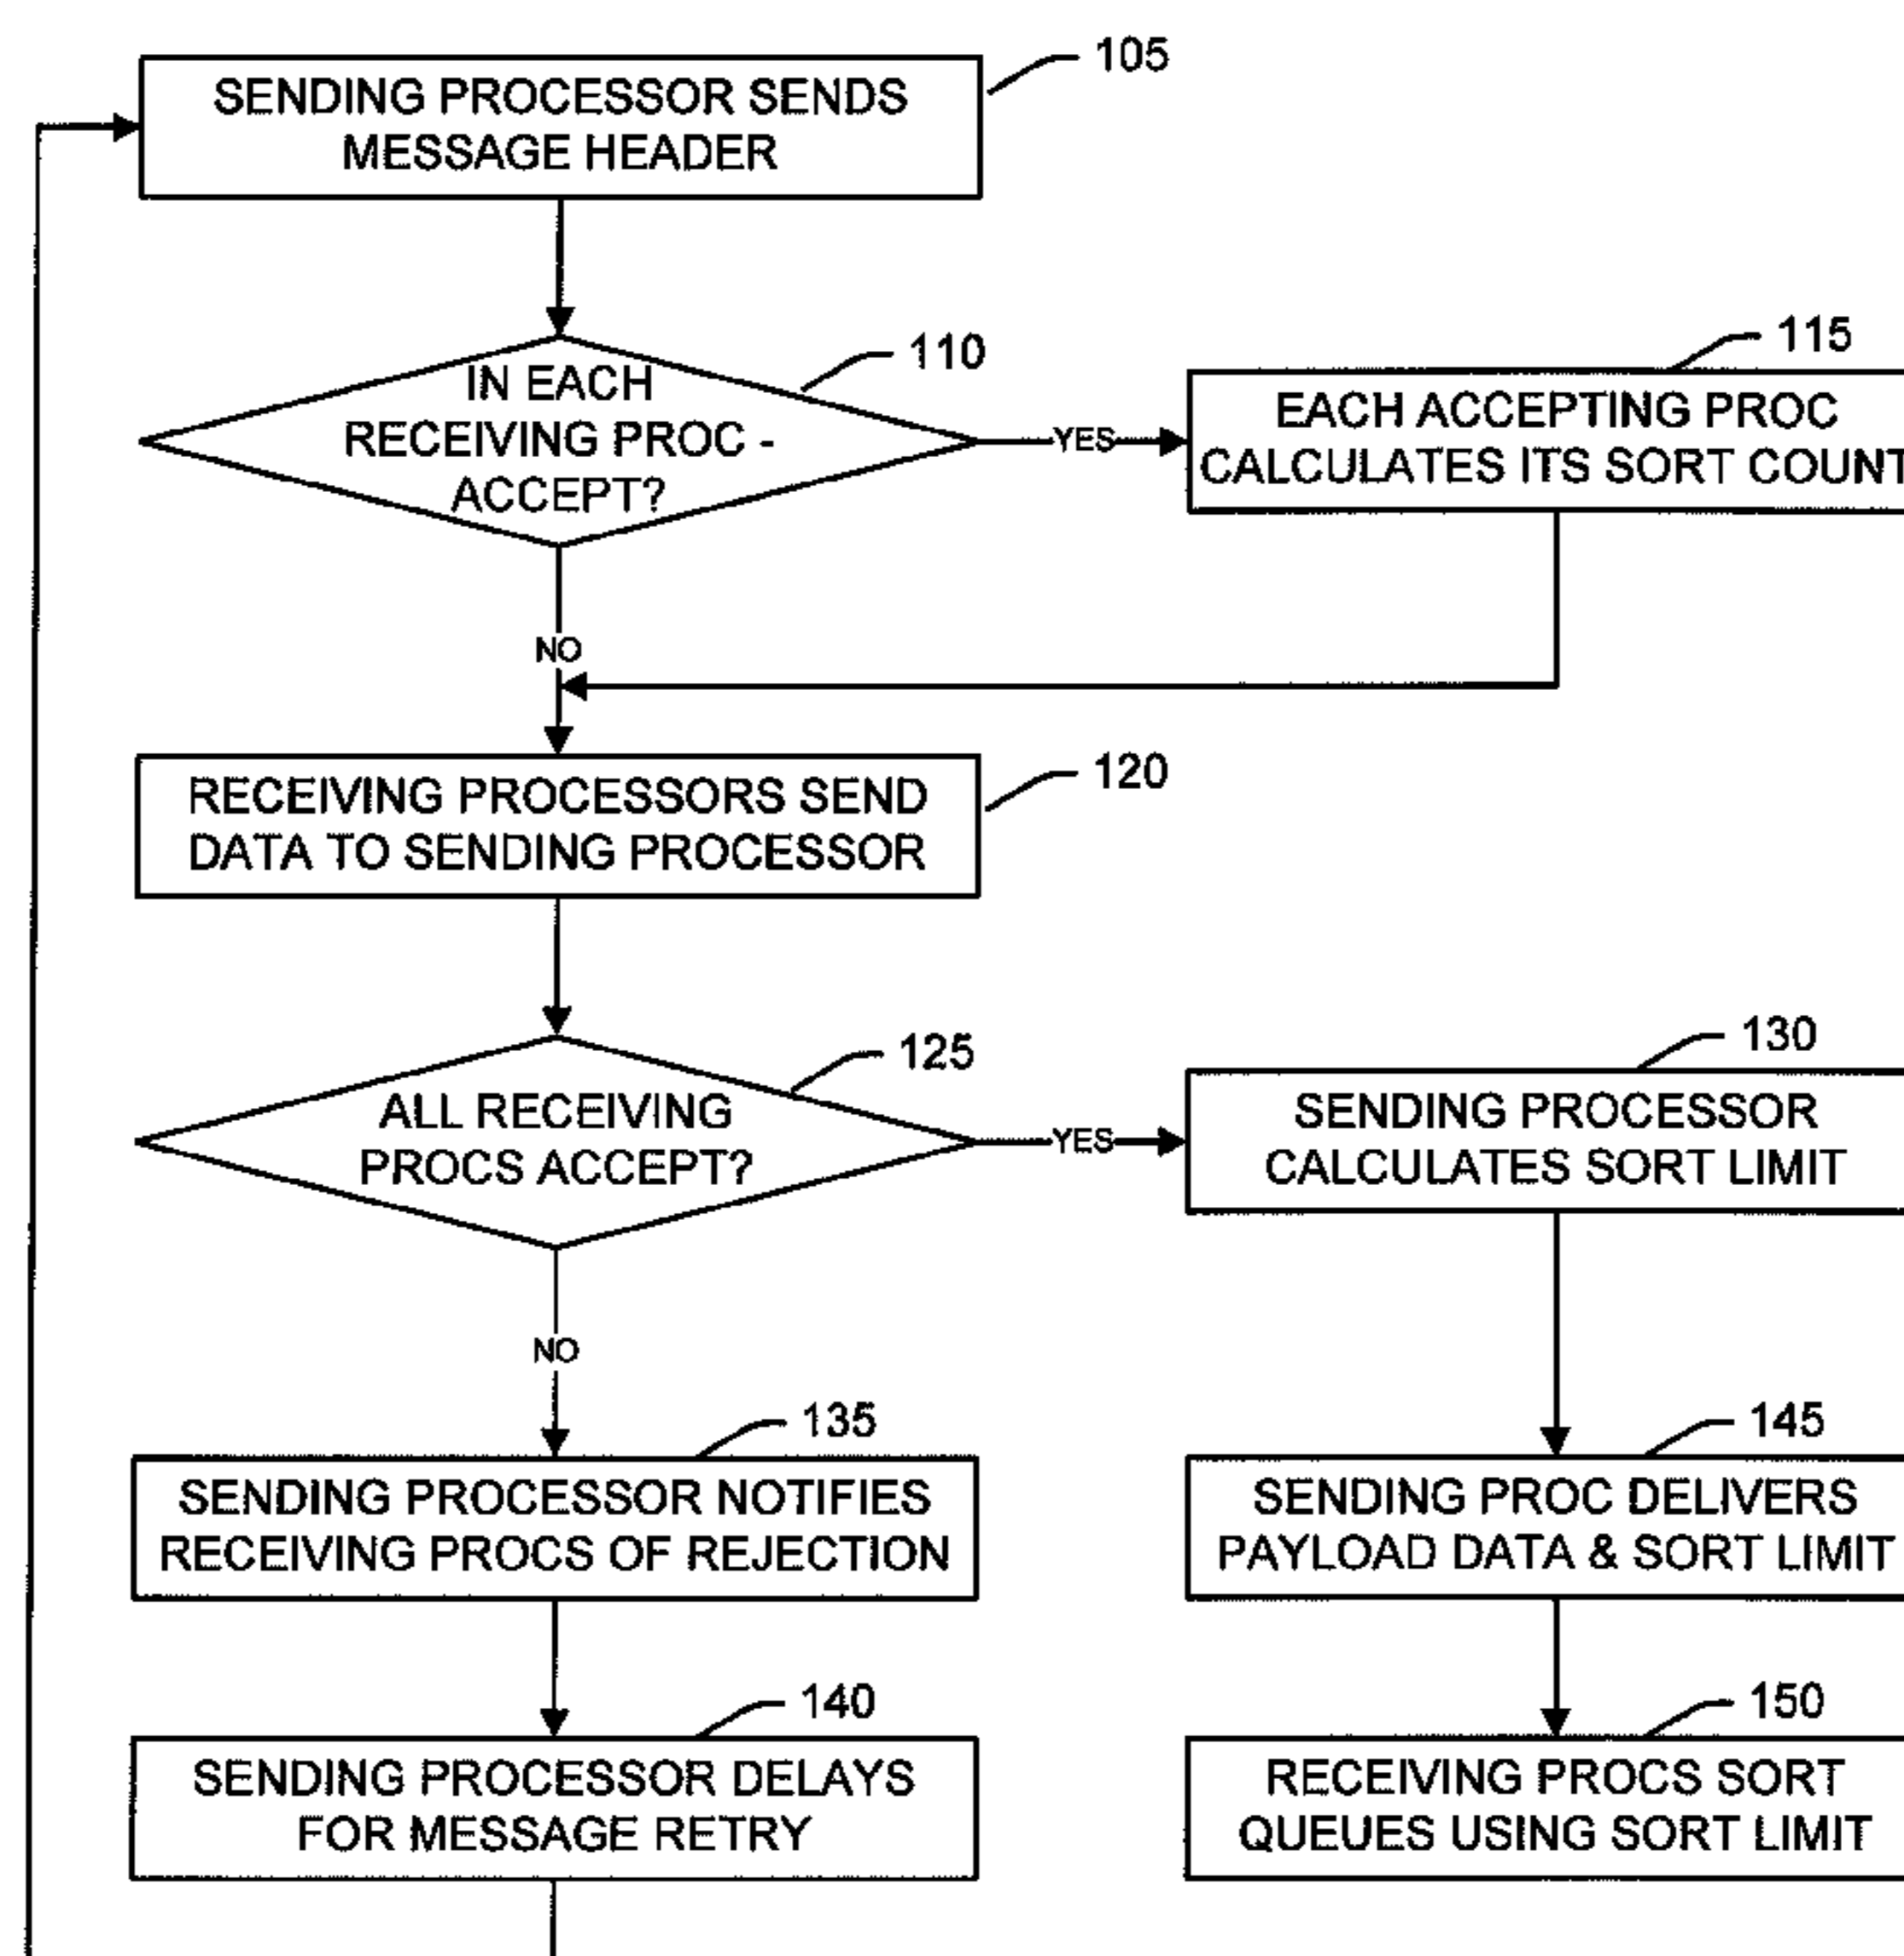 105
SENDING PROCESSOR SENDS
MESSAGE HEADER
110
IN EACH
RECEIVING PROC -
ACCEPT?
YES
115
EACH ACCEPTING PROC
CALCULATES ITS SORT COUNT
NO
120
RECEIVING PROCESSORS SEND
DATA TO SENDING PROCESSOR
125
ALL RECEIVING
PROCS ACCEPT?
YES
130
SENDING PROCESSOR
CALCULATES SORT LIMIT
NO
135
SENDING PROCESSOR NOTIFIES
RECEIVING PROCS OF REJECTION
145
SENDING PROC DELIVERS
PAYLOAD DATA & SORT LIMIT
140
SENDING PROCESSOR DELAYS
FOR MESSAGE RETRY
150
RECEIVING PROCS SORT
QUEUES USING SORT LIMIT